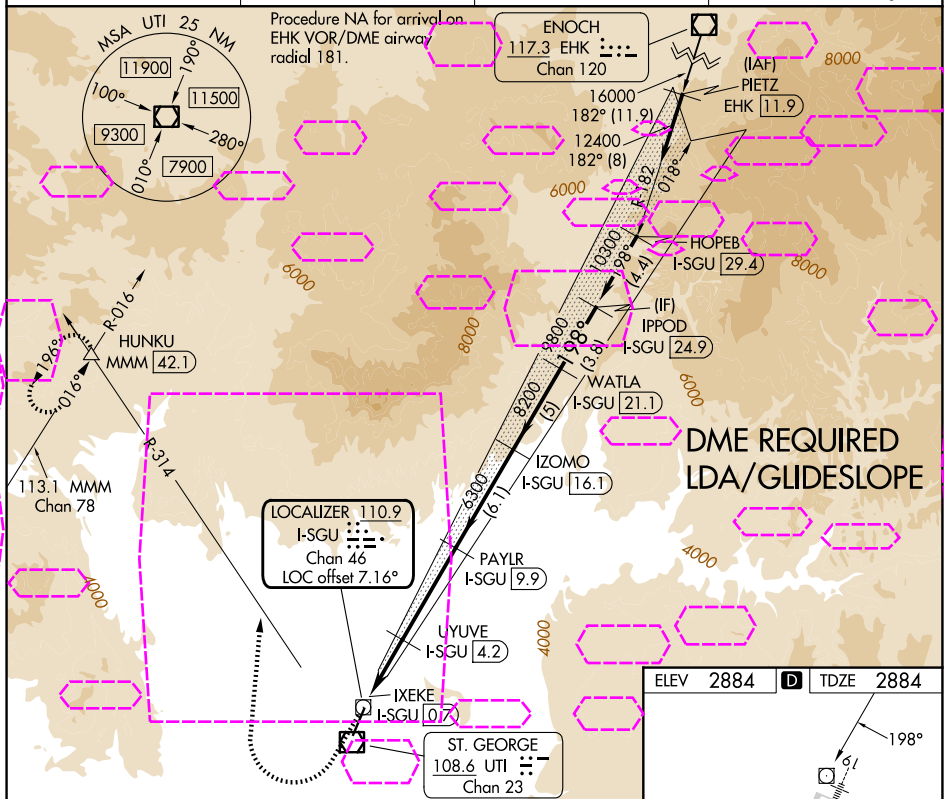 Procedure NA for arrival on
EHK VOR/DME airway
radial 181.
MSA UTI 25 NM
190°
11900
11500
100°
9300
280°
7900
010°
ENOCH
117.3 EHK
Chan 120
8000
(IAF)
PIETZ
EHK 11.9
16000
182° (11.9)
12400
182° (8)
6000
R-182
018°
HOPEB
I-SGU 29.4
8000
10300
198°
(4.4)
6000
(IF)
IPPOD
I-SGU 24.9
R-016
HUNKU
MMM 42.1
196°
016°
8000
9800
198°
(3.8)
WATLA
I-SGU 21.1
6000
8200
(5)
R-314
DME REQUIRED
LDA/GLIDESLOPE
IZOMO
I-SGU 16.1
113.1 MMM
Chan 78
6300
(6.1)
LOCALIZER 110.9
I-SGU
Chan 46
LOC offset 7.16°
PAYLR
I-SGU 9.9
4000
4000
UYUVE
I-SGU 4.2
4000
IXEKE
I-SGU 0.7
ST. GEORGE
108.6 UTI
Chan 23
ELEV 2884 D TDZE 2884
198°
19